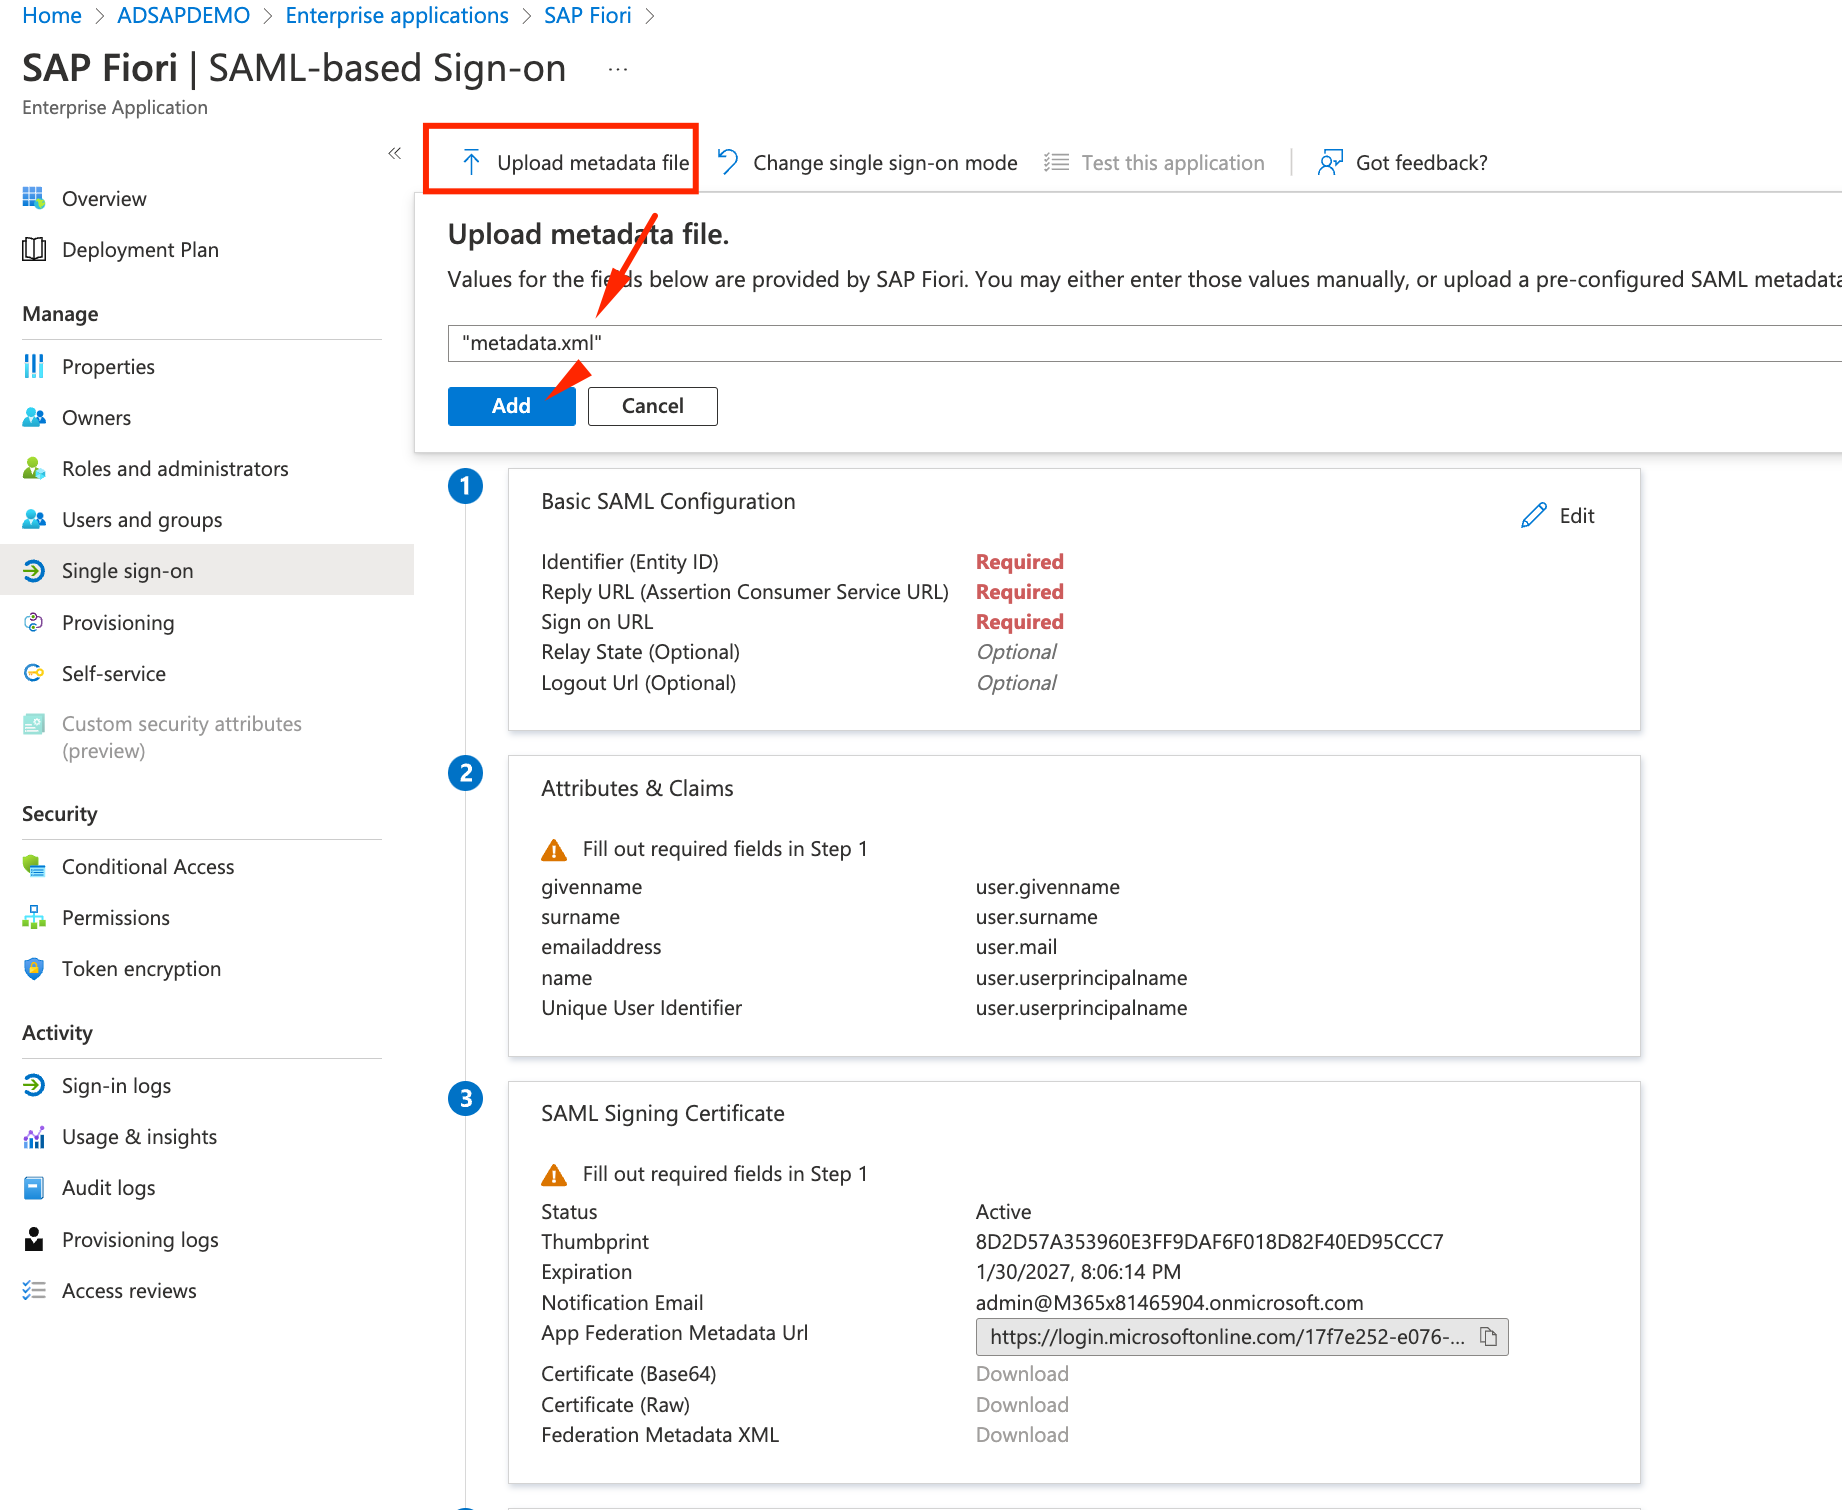 Home > ADSAPDEMO > Enterprise applications > SAP Fiori >
SAP Fiori | SAML-based Sign-on ...
Enterprise Application
«
Overview
Deployment Plan
Manage
Properties
Owners
Roles and administrators
Users and groups
Single sign-on
Provisioning
Self-service
Custom security attributes
(preview)
Security
Conditional Access
Permissions
Token encryption
Activity
Sign-in logs
Usage & insights
Audit logs
Provisioning logs
Access reviews
Upload metadata file Change single sign-on mode Test this application | Got feedback?
Upload metadata file.
Values for the fields below are provided by SAP Fiori. You may either enter those values manually, or upload a pre-configured SAML metadata
"metadata.xml"
Add Cancel
1
Basic SAML Configuration
Edit
Identifier (Entity ID) Required
Reply URL (Assertion Consumer Service URL) Required
Sign on URL Required
Relay State (Optional) Optional
Logout Url (Optional) Optional
2
Attributes & Claims
Fill out required fields in Step 1
givenname user.givenname
surname user.surname
emailaddress user.mail
name user.userprincipalname
Unique User Identifier user.userprincipalname
3
SAML Signing Certificate
Fill out required fields in Step 1
Status Active
Thumbprint 8D2D57A353960E3FF9DAF6F018D82F40ED95CCC7
Expiration 1/30/2027, 8:06:14 PM
Notification Email admin@M365x81465904.onmicrosoft.com
App Federation Metadata Url https://login.microsoftonline.com/17f7e252-e076-...
Certificate (Base64) Download
Certificate (Raw) Download
Federation Metadata XML Download